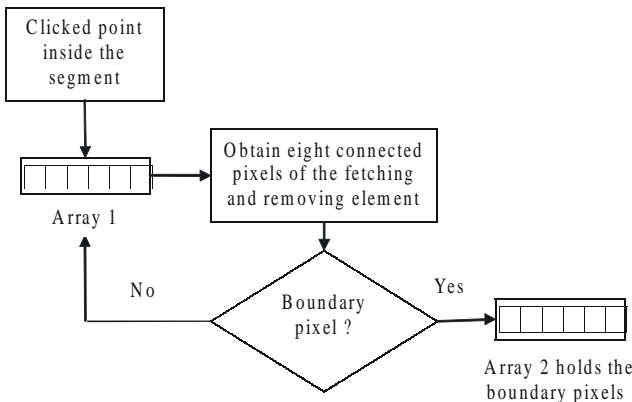 Clicked point
inside the
segment
Obtain eight connected
pixels of the fetching
and removing element
Array 1
No
Boundary
pixel ?
Yes
Array 2 holds the
boundary pixels